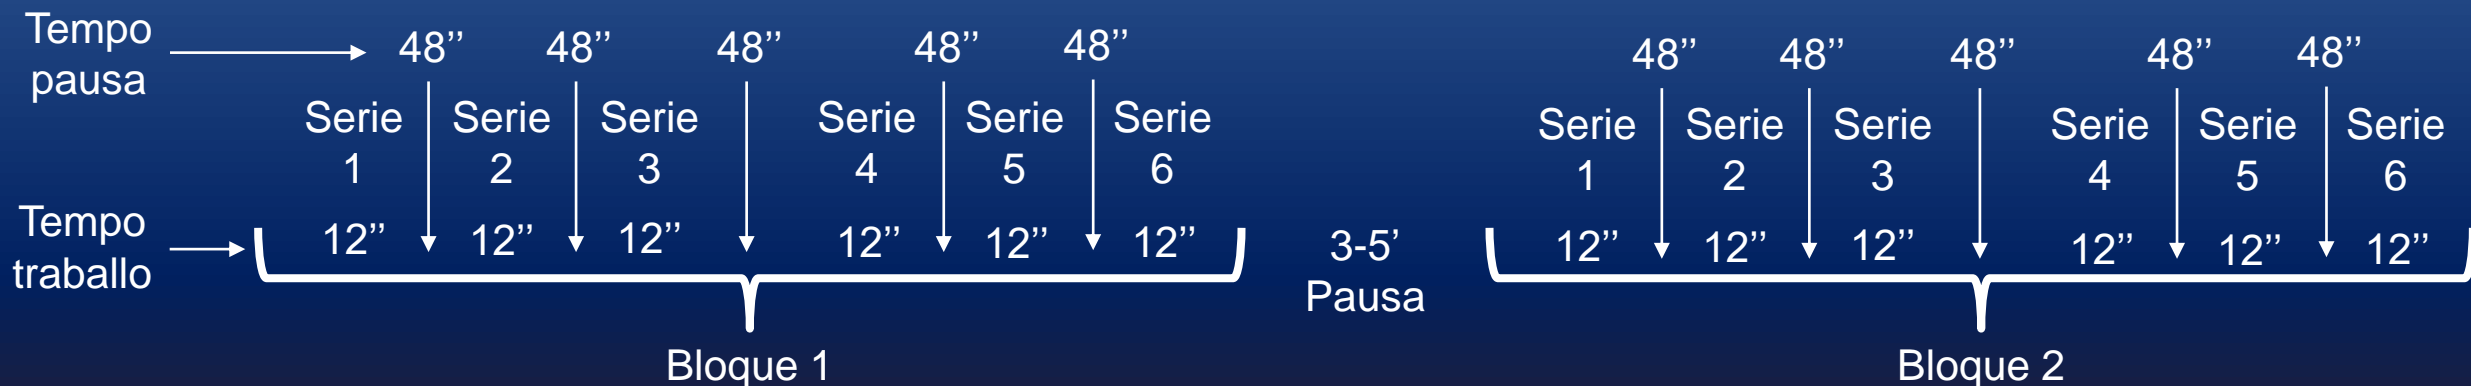 Tempo
pausa
48’’ 48’’ 48’’ 48’’ 48’’
Serie 1 Serie 2 Serie 3 Serie 4 Serie 5 Serie 6
Tempo
traballo
12’’ 12’’ 12’’ 12’’ 12’’ 12’’
Bloque 1
3-5’
Pausa
48’’ 48’’ 48’’ 48’’ 48’’
Serie 1 Serie 2 Serie 3 Serie 4 Serie 5 Serie 6
12’’ 12’’ 12’’ 12’’ 12’’ 12’’
Bloque 2